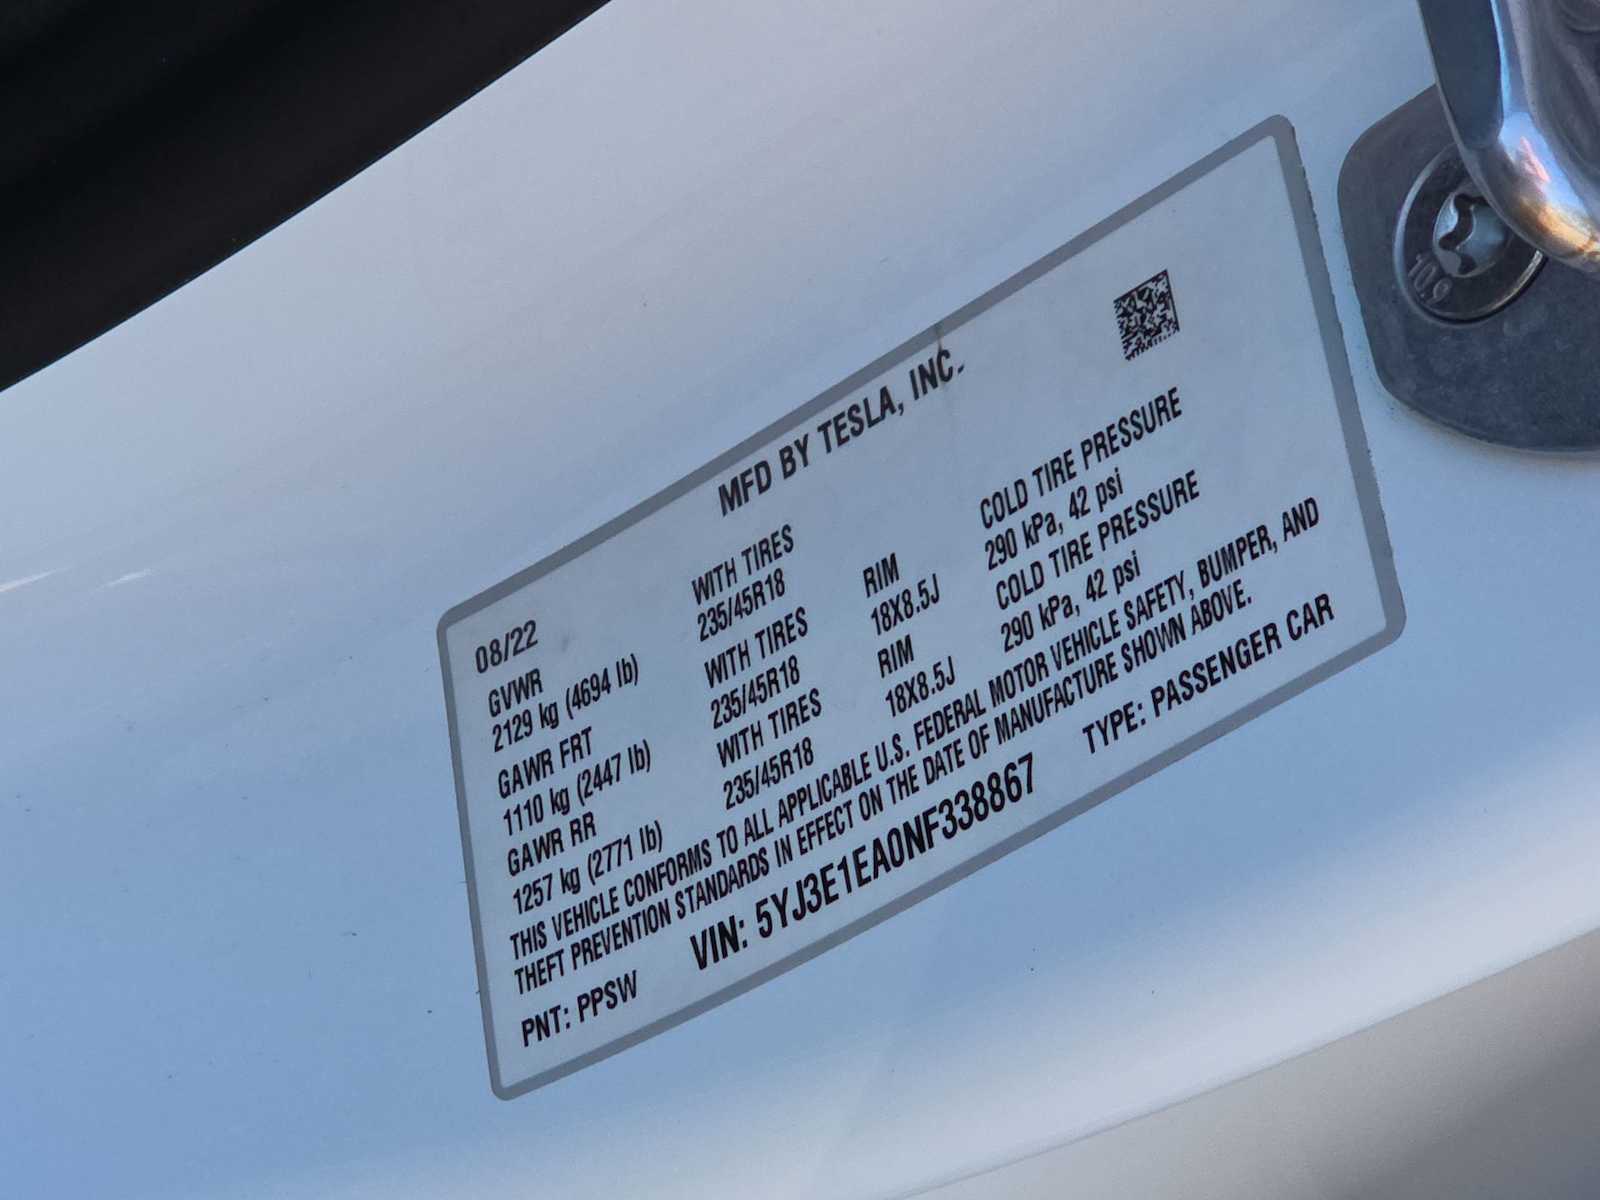 MFD BY TESLA, INC.
08/22
GVWR WITH TIRES
2129 kg (4694 lb) 235/45R18 RIM COLD TIRE PRESSURE
GAWR FRT WITH TIRES 18X8.5J 290 kPa, 42 psi
1110 kg (2447 lb) 235/45R18 RIM COLD TIRE PRESSURE
GAWR RR WITH TIRES 18X8.5J 290 kPa, 42 psi
1257 kg (2771 lb) 235/45R18
THIS VEHICLE CONFORMS TO ALL APPLICABLE U.S. FEDERAL MOTOR VEHICLE SAFETY, BUMPER, AND
THEFT PREVENTION STANDARDS IN EFFECT ON THE DATE OF MANUFACTURE SHOWN ABOVE.
PNT: PPSW VIN: 5YJ3E1EA0NF338867 TYPE: PASSENGER CAR
10.9